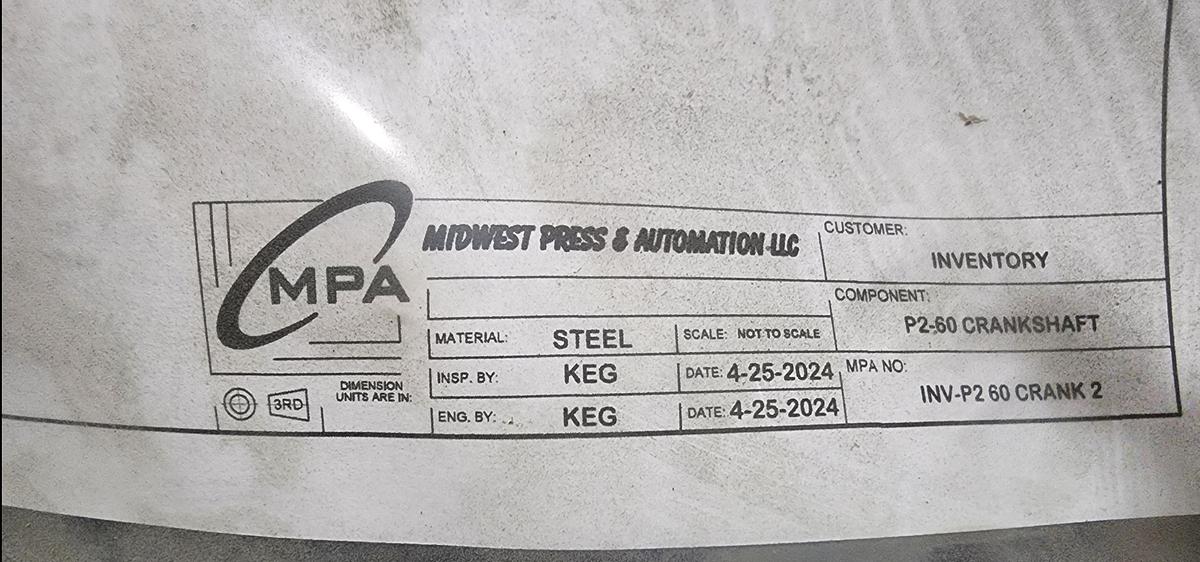 MPA
MIDWEST PRESS & AUTOMATION LLC
CUSTOMER:
INVENTORY
COMPONENT:
P2-60 CRANKSHAFT
MATERIAL: STEEL
SCALE: NOT TO SCALE
INSP. BY: KEG
DATE: 4-25-2024
MPA NO:
INV-P2 60 CRANK 2
3RD
DIMENSION
UNITS ARE IN:
ENG. BY: KEG
DATE: 4-25-2024